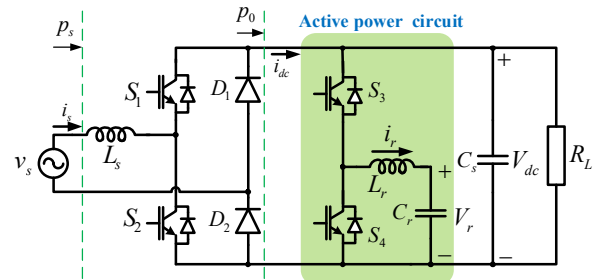 Active power circuit
p_s
p_0
i_dc
i_s
S_1
D_1
S_3
L_s
v_s
i_r
L_r
C_s
V_dc
R_L
S_2
D_2
S_4
C_r
V_r
+
−
+
−